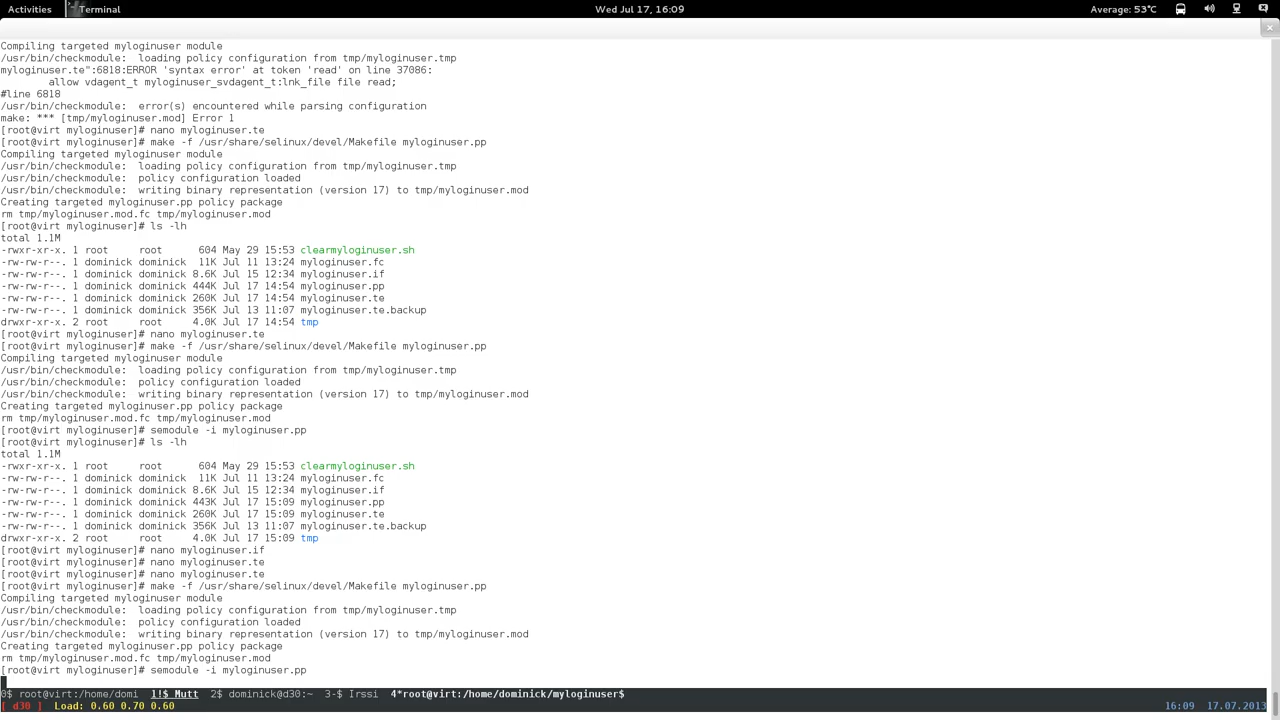 Activities Terminal Wed Jul 17, 16:09 Average: 53°C
Compiling targeted myloginuser module
/usr/bin/checkmodule:  loading policy configuration from tmp/myloginuser.tmp
myloginuser.te":6818:ERROR 'syntax error' at token 'read' on line 37086:
        allow vdagent_t myloginuser_svdagent_t:lnk_file file read;
#line 6818
/usr/bin/checkmodule:  error(s) encountered while parsing configuration
make: *** [tmp/myloginuser.mod] Error 1
[root@virt myloginuser]# nano myloginuser.te
[root@virt myloginuser]# make -f /usr/share/selinux/devel/Makefile myloginuser.pp
Compiling targeted myloginuser module
/usr/bin/checkmodule:  loading policy configuration from tmp/myloginuser.tmp
/usr/bin/checkmodule:  policy configuration loaded
/usr/bin/checkmodule:  writing binary representation (version 17) to tmp/myloginuser.mod
Creating targeted myloginuser.pp policy package
rm tmp/myloginuser.mod.fc tmp/myloginuser.mod
[root@virt myloginuser]# ls -lh
total 1.1M
-rwxr-xr-x. 1 root     root      604 May 29 15:53 clearmyloginuser.sh
-rw-rw-r--. 1 dominick dominick  11K Jul 11 13:24 myloginuser.fc
-rw-rw-r--. 1 dominick dominick 8.6K Jul 15 12:34 myloginuser.if
-rw-rw-r--. 1 dominick dominick 444K Jul 17 14:54 myloginuser.pp
-rw-rw-r--. 1 dominick dominick 260K Jul 17 14:54 myloginuser.te
-rw-rw-r--. 1 dominick dominick 356K Jul 13 11:07 myloginuser.te.backup
drwxr-xr-x. 2 root     root     4.0K Jul 17 14:54 tmp
[root@virt myloginuser]# nano myloginuser.te
[root@virt myloginuser]# make -f /usr/share/selinux/devel/Makefile myloginuser.pp
Compiling targeted myloginuser module
/usr/bin/checkmodule:  loading policy configuration from tmp/myloginuser.tmp
/usr/bin/checkmodule:  policy configuration loaded
/usr/bin/checkmodule:  writing binary representation (version 17) to tmp/myloginuser.mod
Creating targeted myloginuser.pp policy package
rm tmp/myloginuser.mod.fc tmp/myloginuser.mod
[root@virt myloginuser]# semodule -i myloginuser.pp
[root@virt myloginuser]# ls -lh
total 1.1M
-rwxr-xr-x. 1 root     root      604 May 29 15:53 clearmyloginuser.sh
-rw-rw-r--. 1 dominick dominick  11K Jul 11 13:24 myloginuser.fc
-rw-rw-r--. 1 dominick dominick 8.6K Jul 15 12:34 myloginuser.if
-rw-rw-r--. 1 dominick dominick 443K Jul 17 15:09 myloginuser.pp
-rw-rw-r--. 1 dominick dominick 260K Jul 17 15:09 myloginuser.te
-rw-rw-r--. 1 dominick dominick 356K Jul 13 11:07 myloginuser.te.backup
drwxr-xr-x. 2 root     root     4.0K Jul 17 15:09 tmp
[root@virt myloginuser]# nano myloginuser.if
[root@virt myloginuser]# nano myloginuser.te
[root@virt myloginuser]# nano myloginuser.te
[root@virt myloginuser]# make -f /usr/share/selinux/devel/Makefile myloginuser.pp
Compiling targeted myloginuser module
/usr/bin/checkmodule:  loading policy configuration from tmp/myloginuser.tmp
/usr/bin/checkmodule:  policy configuration loaded
/usr/bin/checkmodule:  writing binary representation (version 17) to tmp/myloginuser.mod
Creating targeted myloginuser.pp policy package
rm tmp/myloginuser.mod.fc tmp/myloginuser.mod
[root@virt myloginuser]# semodule -i myloginuser.pp
0$ root@virt:/home/domi  1!$ Mutt  2$ dominick@d30:~  3-$ Irssi  4*root@virt:/home/dominick/myloginuser$
[ d30 ]  Load: 0.60 0.70 0.60 16:09  17.07.2013